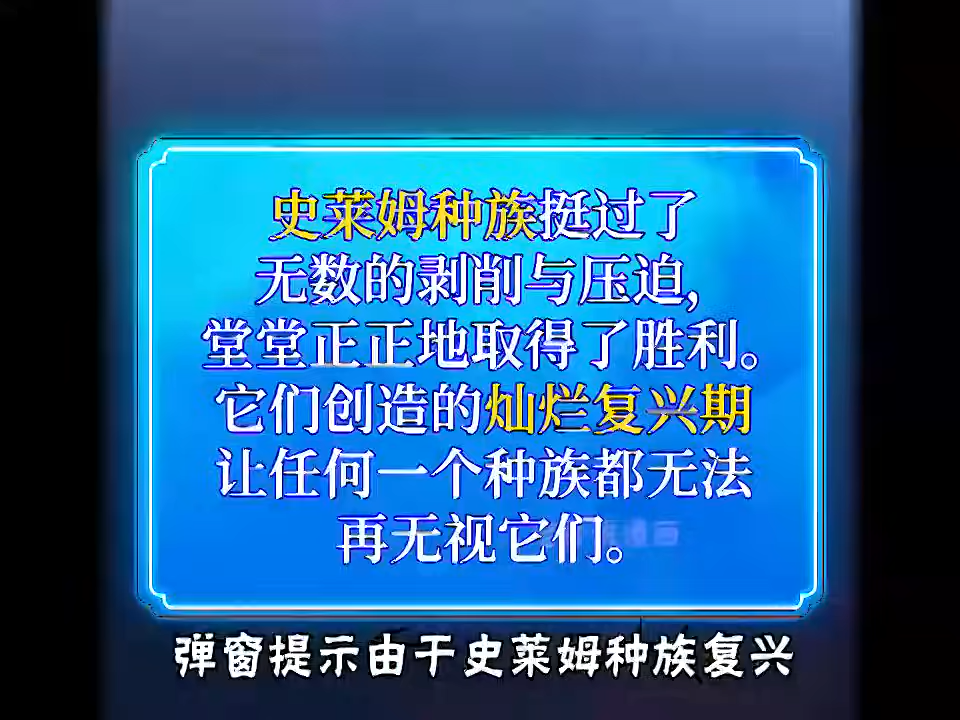 史莱姆种族挺过了
无数的剥削与压迫,
堂堂正正地取得了胜利。
它们创造的灿烂复兴期
让任何一个种族都无法
再无视它们。
弹窗提示由于史莱姆种族复兴